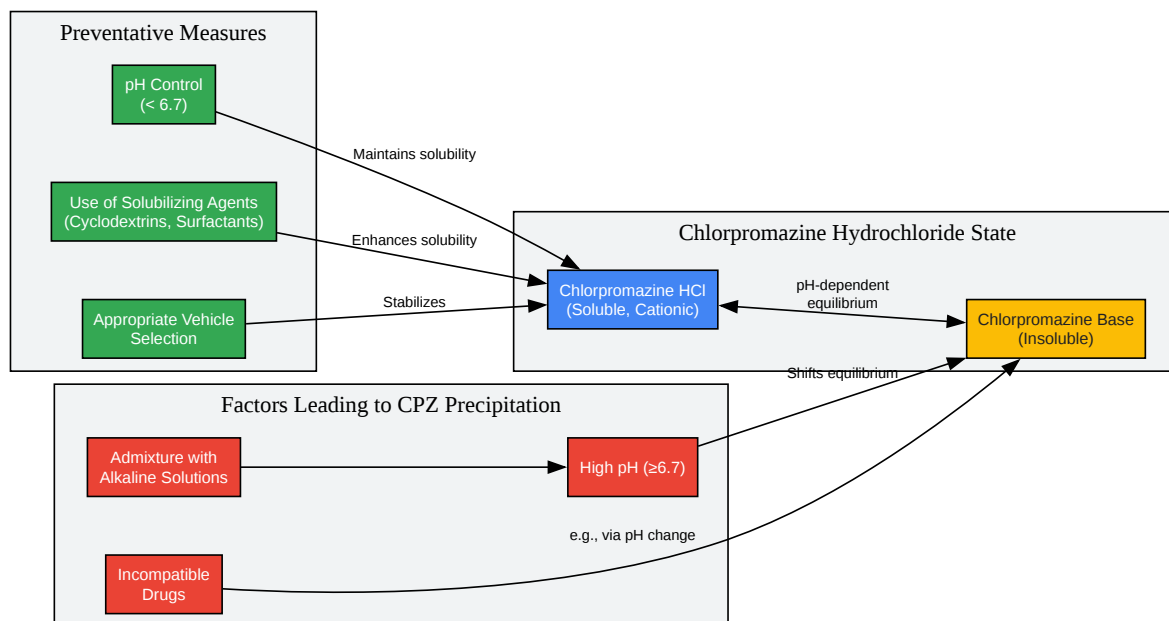 Preventative Measures
pH Control
(< 6.7)
Maintains solubility
Use of Solubilizing Agents
(Cyclodextrins, Surfactants)
Enhances solubility
Appropriate Vehicle
Selection
Stabilizes
Chlorpromazine Hydrochloride State
Chlorpromazine HCl
(Soluble, Cationic)
pH-dependent
equilibrium
Chlorpromazine Base
(Insoluble)
Shifts equilibrium
Factors Leading to CPZ Precipitation
Admixture with
Alkaline Solutions
High pH (≥6.7)
e.g., via pH change
Incompatible
Drugs